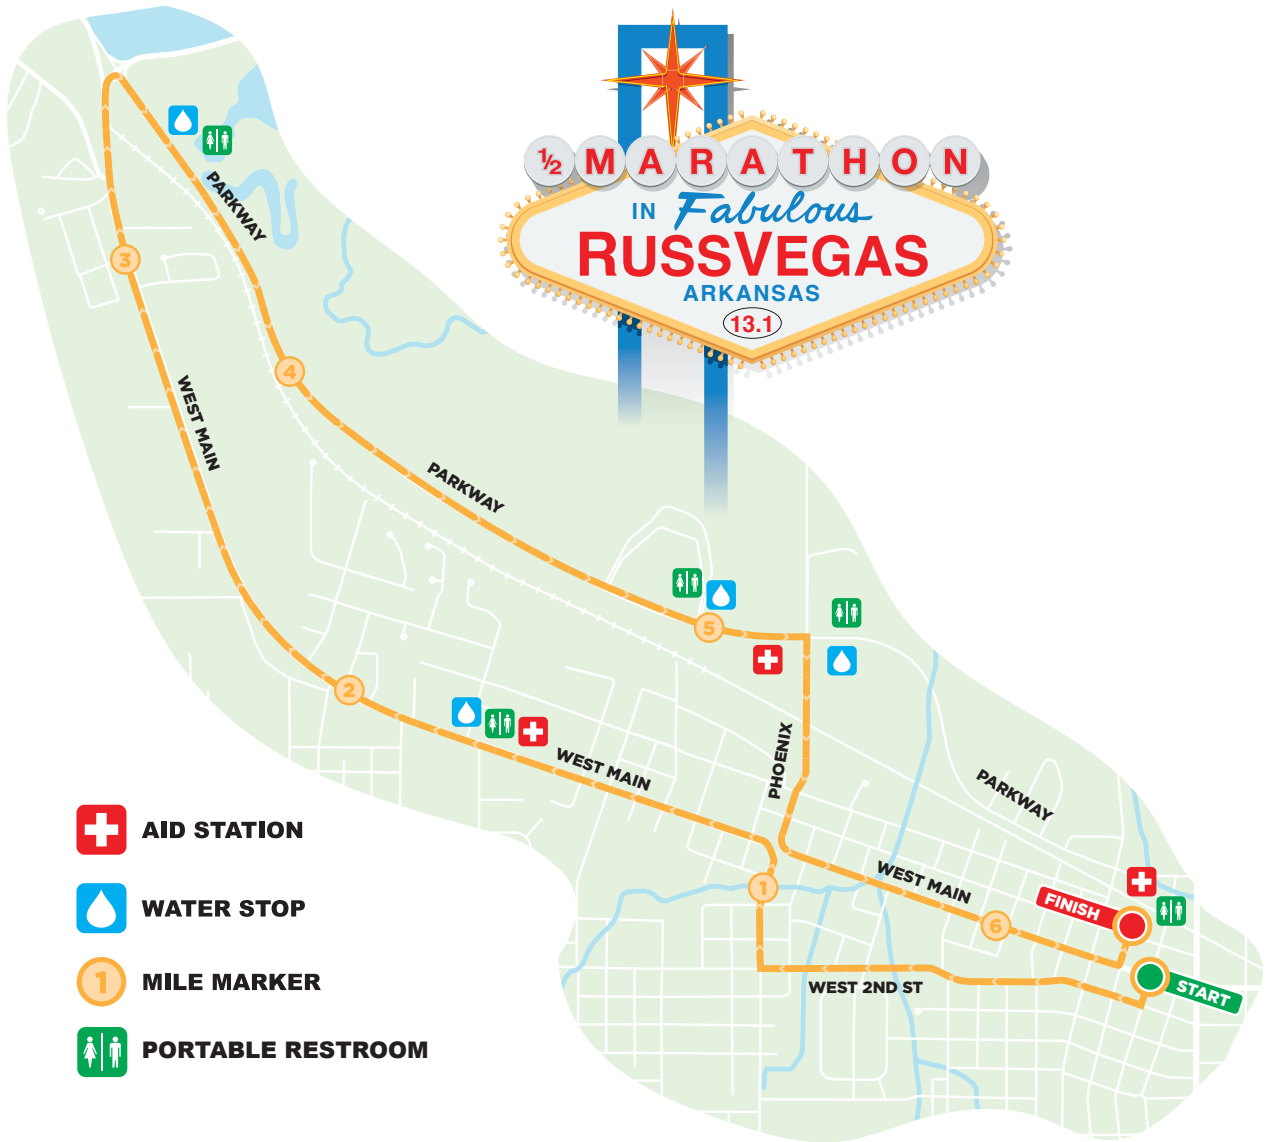 ½ MARATHON
IN Fabulous
RUSSVEGAS
ARKANSAS
13.1
PARKWAY
3
4
WEST MAIN
PARKWAY
5
2
WEST MAIN
PHOENIX
PARKWAY
1
WEST MAIN
6
FINISH
START
WEST 2ND ST
AID STATION
WATER STOP
1 MILE MARKER
PORTABLE RESTROOM